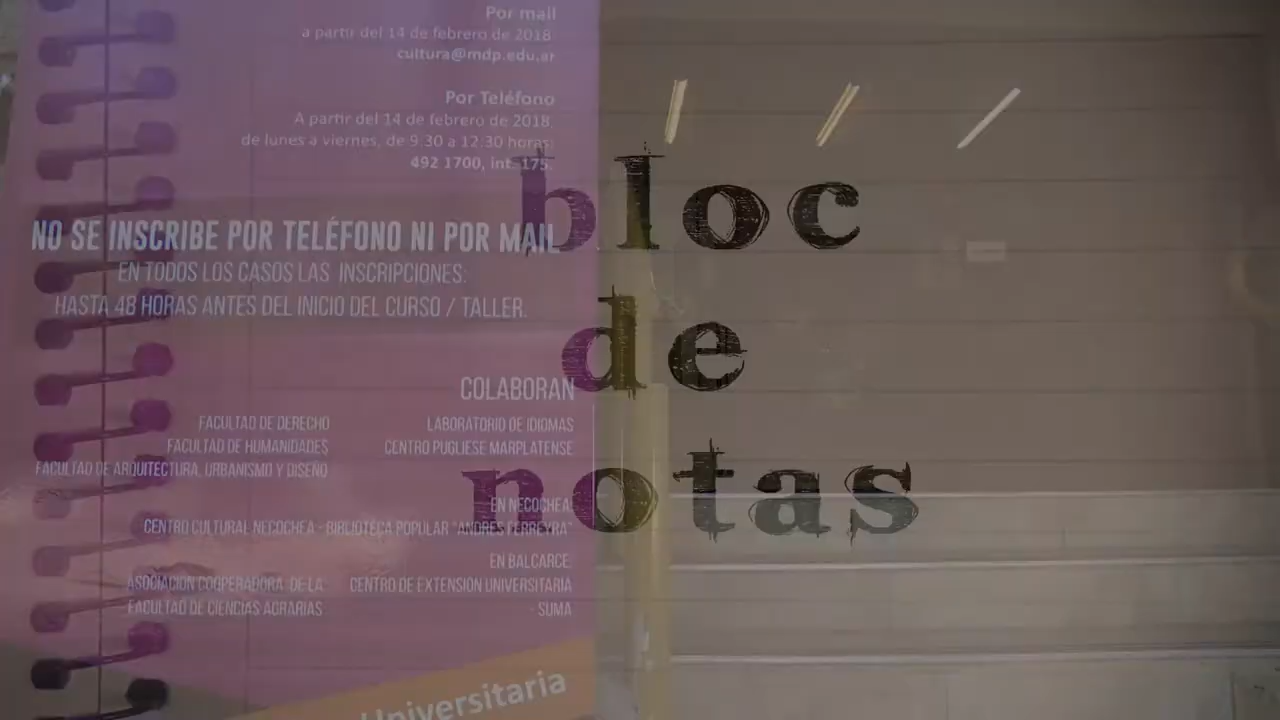 Por mail
a partir del 14 de febrero de 2018.
cultura@mdp.edu.ar
Por Teléfono
A partir del 14 de febrero de 2018,
de lunes a viernes, de 9.30 a 12.30 horas:
492 1700, int. 175.
NO SE INSCRIBE POR TELÉFONO NI POR MAIL
EN TODOS LOS CASOS LAS INSCRIPCIONES:
HASTA 48 HORAS ANTES DEL INICIO DEL CURSO / TALLER.
COLABORAN
FACULTAD DE DERECHO
FACULTAD DE HUMANIDADES
FACULTAD DE ARQUITECTURA, URBANISMO Y DISEÑO
LABORATORIO DE IDIOMAS
CENTRO PUGLIESE MARPLATENSE
EN NECOCHEA:
CENTRO CULTURAL NECOCHEA - BIBLIOTECA POPULAR "ANDRES FERREYRA"
EN BALCARCE:
ASOCIACION COOPERADORA DE LA
FACULTAD DE CIENCIAS AGRARIAS
CENTRO DE EXTENSION UNIVERSITARIA
- SUMA
Universitaria
bloc
de
notas